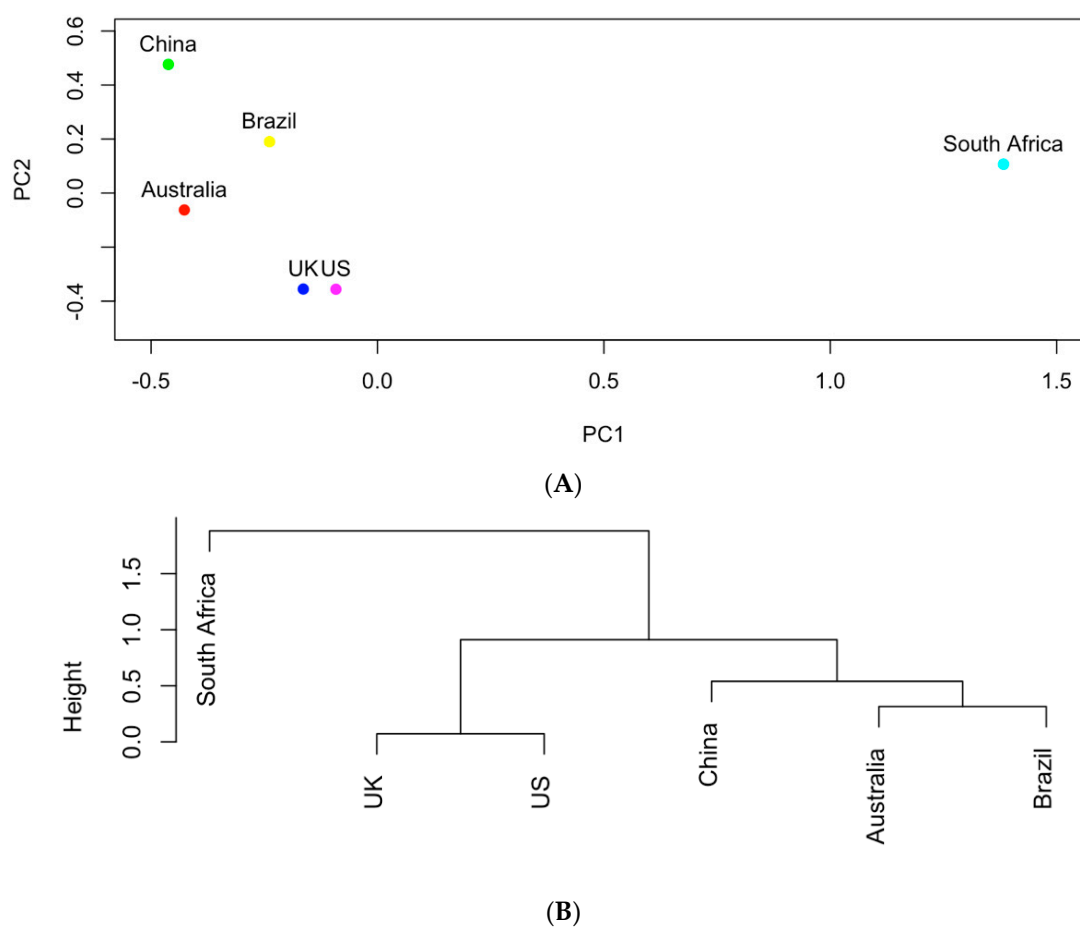 China
Brazil
South Africa
Australia
UK US
PC2
0.6
0.4
0.2
0.0
-0.4
-0.5 0.0 0.5 1.0 1.5
PC1
(A)
Height
1.5
1.0
0.5
0.0
South Africa
UK
US
China
Australia
Brazil
(B)